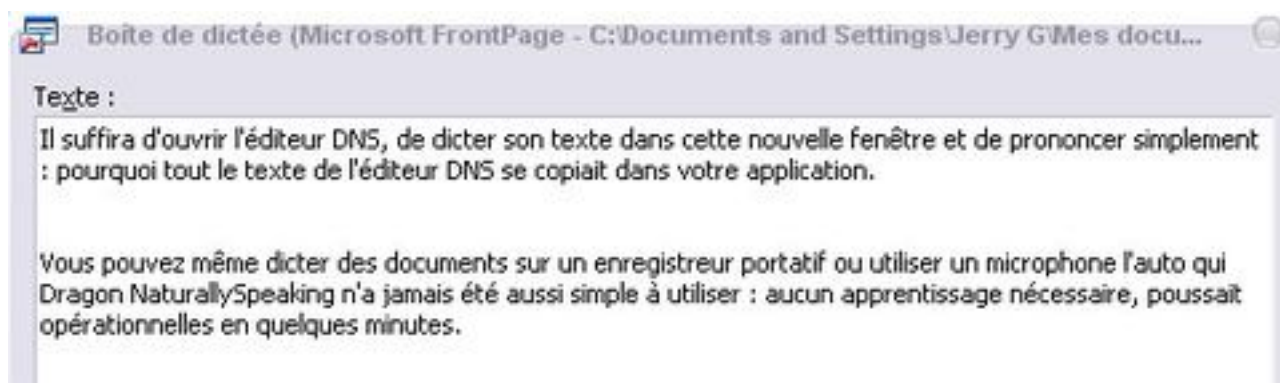 Boîte de dictée (Microsoft FrontPage - C:\Documents and Settings\Jerry G\Mes docu...
Texte :
Il suffira d'ouvrir l'éditeur DNS, de dicter son texte dans cette nouvelle fenêtre et de prononcer simplement
: pourquoi tout le texte de l'éditeur DNS se copiait dans votre application.
Vous pouvez même dicter des documents sur un enregistreur portatif ou utiliser un microphone l'auto qui
Dragon NaturallySpeaking n'a jamais été aussi simple à utiliser : aucun apprentissage nécessaire, poussait
opérationnelles en quelques minutes.